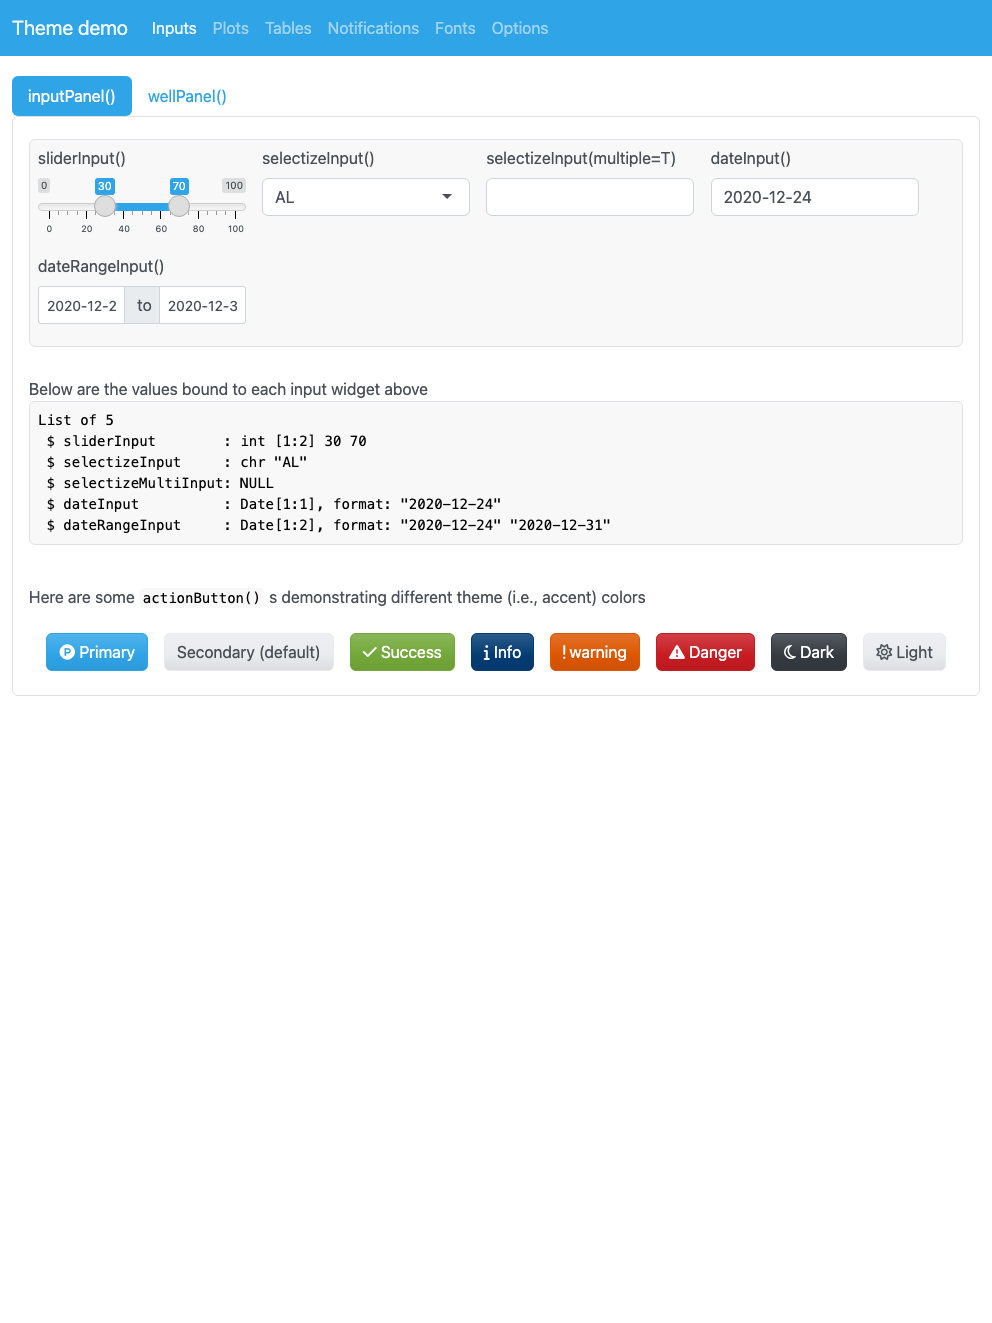 Theme demo Inputs Plots Tables Notifications Fonts Options
inputPanel() wellPanel()
sliderInput() selectizeInput() selectizeInput(multiple=T) dateInput()
0 30 70 100
AL 2020-12-24
0 20 40 60 80 100
dateRangeInput()
2020-12-2 to 2020-12-3
Below are the values bound to each input widget above
List of 5
$ sliderInput : int [1:2] 30 70
$ selectizeInput : chr "AL"
$ selectizeMultiInput: NULL
$ dateInput : Date[1:1], format: "2020-12-24"
$ dateRangeInput : Date[1:2], format: "2020-12-24" "2020-12-31"
Here are some actionButton() s demonstrating different theme (i.e., accent) colors
P Primary Secondary (default) Success i Info ! warning Danger Dark Light